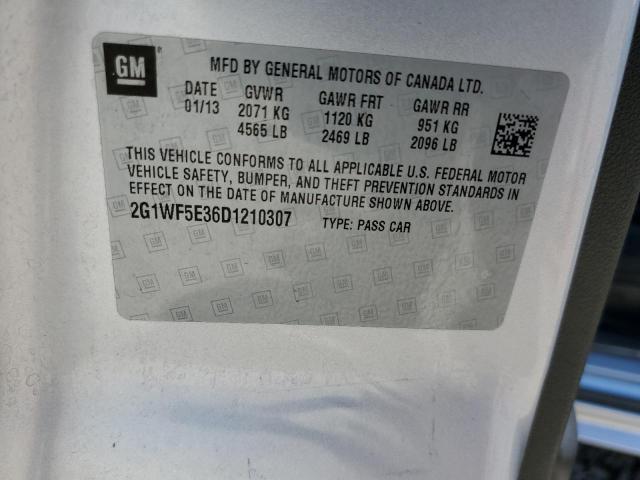 GM
MFD BY GENERAL MOTORS OF CANADA LTD.
DATE GVWR GAWR FRT GAWR RR
01/13 2071 KG 1120 KG 951 KG
4565 LB 2469 LB 2096 LB
THIS VEHICLE CONFORMS TO ALL APPLICABLE U.S. FEDERAL MOTOR
VEHICLE SAFETY, BUMPER, AND THEFT PREVENTION STANDARDS IN
EFFECT ON THE DATE OF MANUFACTURE SHOWN ABOVE.
2G1WF5E36D1210307 TYPE: PASS CAR